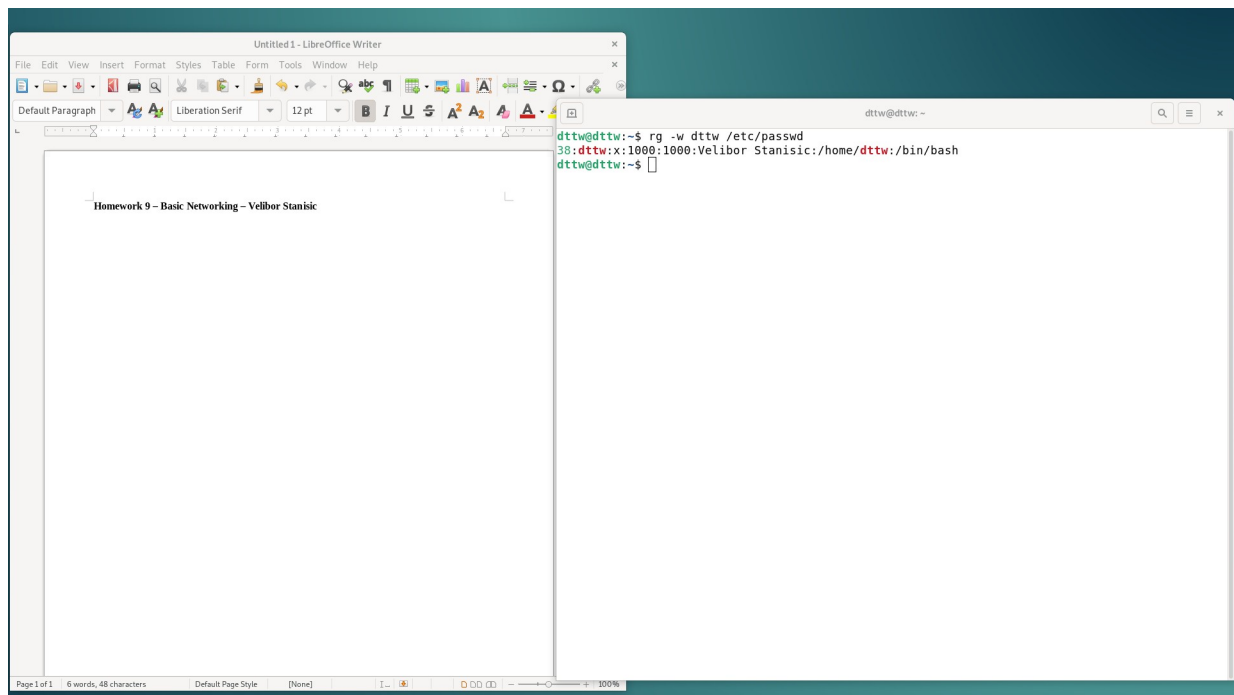 Untitled 1 - LibreOffice Writer
File Edit View Insert Format Styles Table Form Tools Window Help
Default Paragraph Liberation Serif 12 pt
Homework 9 – Basic Networking – Velibor Stanisic
Page 1 of 1 6 words, 48 characters Default Page Style [None] 100%
dttw@dttw: ~
dttw@dttw:~$ rg -w dttw /etc/passwd
38:dttw:x:1000:1000:Velibor Stanisic:/home/dttw:/bin/bash
dttw@dttw:~$